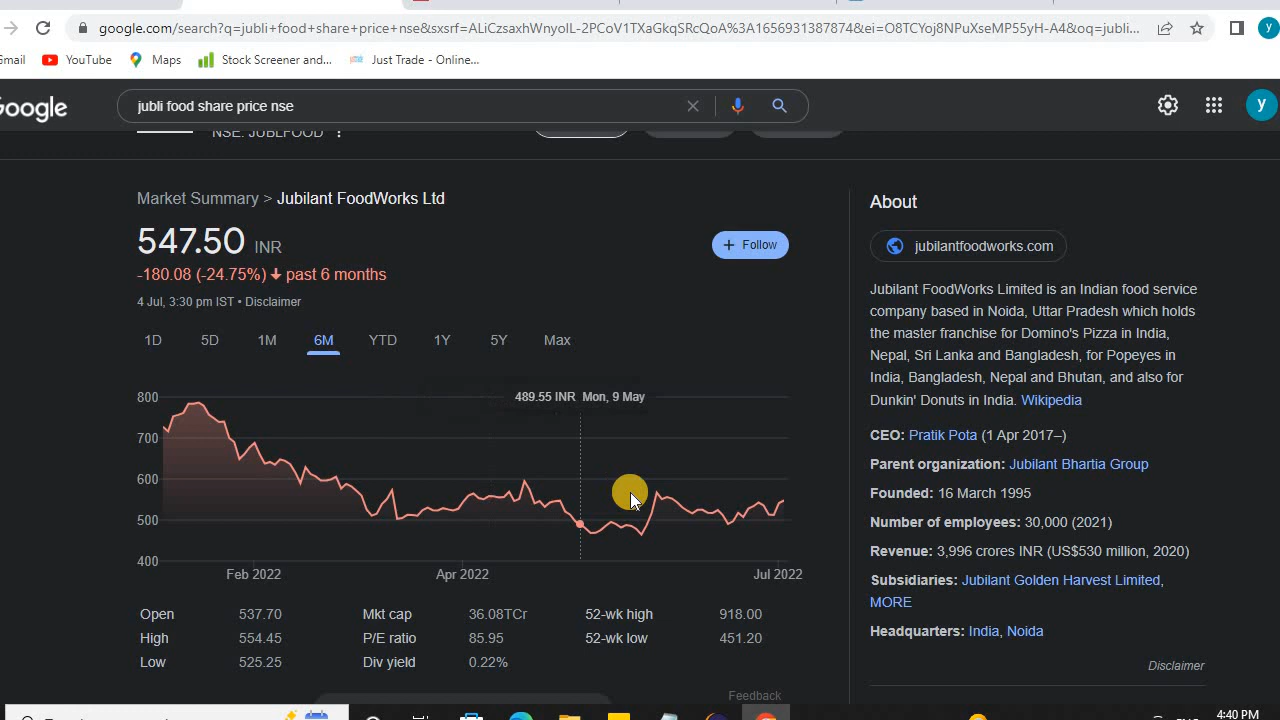 google.com/search?q=jubli+food+share+price+nse&sxsrf=ALiCzsaxhWnyolL-2PCoV1TXaGkqSRcQoA%3A1656931387874&ei=O8TCYoj8NPuXseMP55yH-A4&oq=jubli...
Gmail YouTube Maps Stock Screener and... Just Trade - Online...
Google jubli food share price nse y
NSE: JUBLFOOD
Market Summary > Jubilant FoodWorks Ltd
547.50 INR
+ Follow
-180.08 (-24.75%) past 6 months
4 Jul, 3:30 pm IST • Disclaimer
1D 5D 1M 6M YTD 1Y 5Y Max
489.55 INR Mon, 9 May
800
700
600
500
400
Feb 2022 Apr 2022 Jul 2022
Open 537.70 Mkt cap 36.08TCr 52-wk high 918.00
High 554.45 P/E ratio 85.95 52-wk low 451.20
Low 525.25 Div yield 0.22%
Feedback
About
jubilantfoodworks.com
Jubilant FoodWorks Limited is an Indian food service
company based in Noida, Uttar Pradesh which holds
the master franchise for Domino's Pizza in India,
Nepal, Sri Lanka and Bangladesh, for Popeyes in
India, Bangladesh, Nepal and Bhutan, and also for
Dunkin' Donuts in India. Wikipedia
CEO: Pratik Pota (1 Apr 2017–)
Parent organization: Jubilant Bhartia Group
Founded: 16 March 1995
Number of employees: 30,000 (2021)
Revenue: 3,996 crores INR (US$530 million, 2020)
Subsidiaries: Jubilant Golden Harvest Limited,
MORE
Headquarters: India, Noida
Disclaimer
4:40 PM